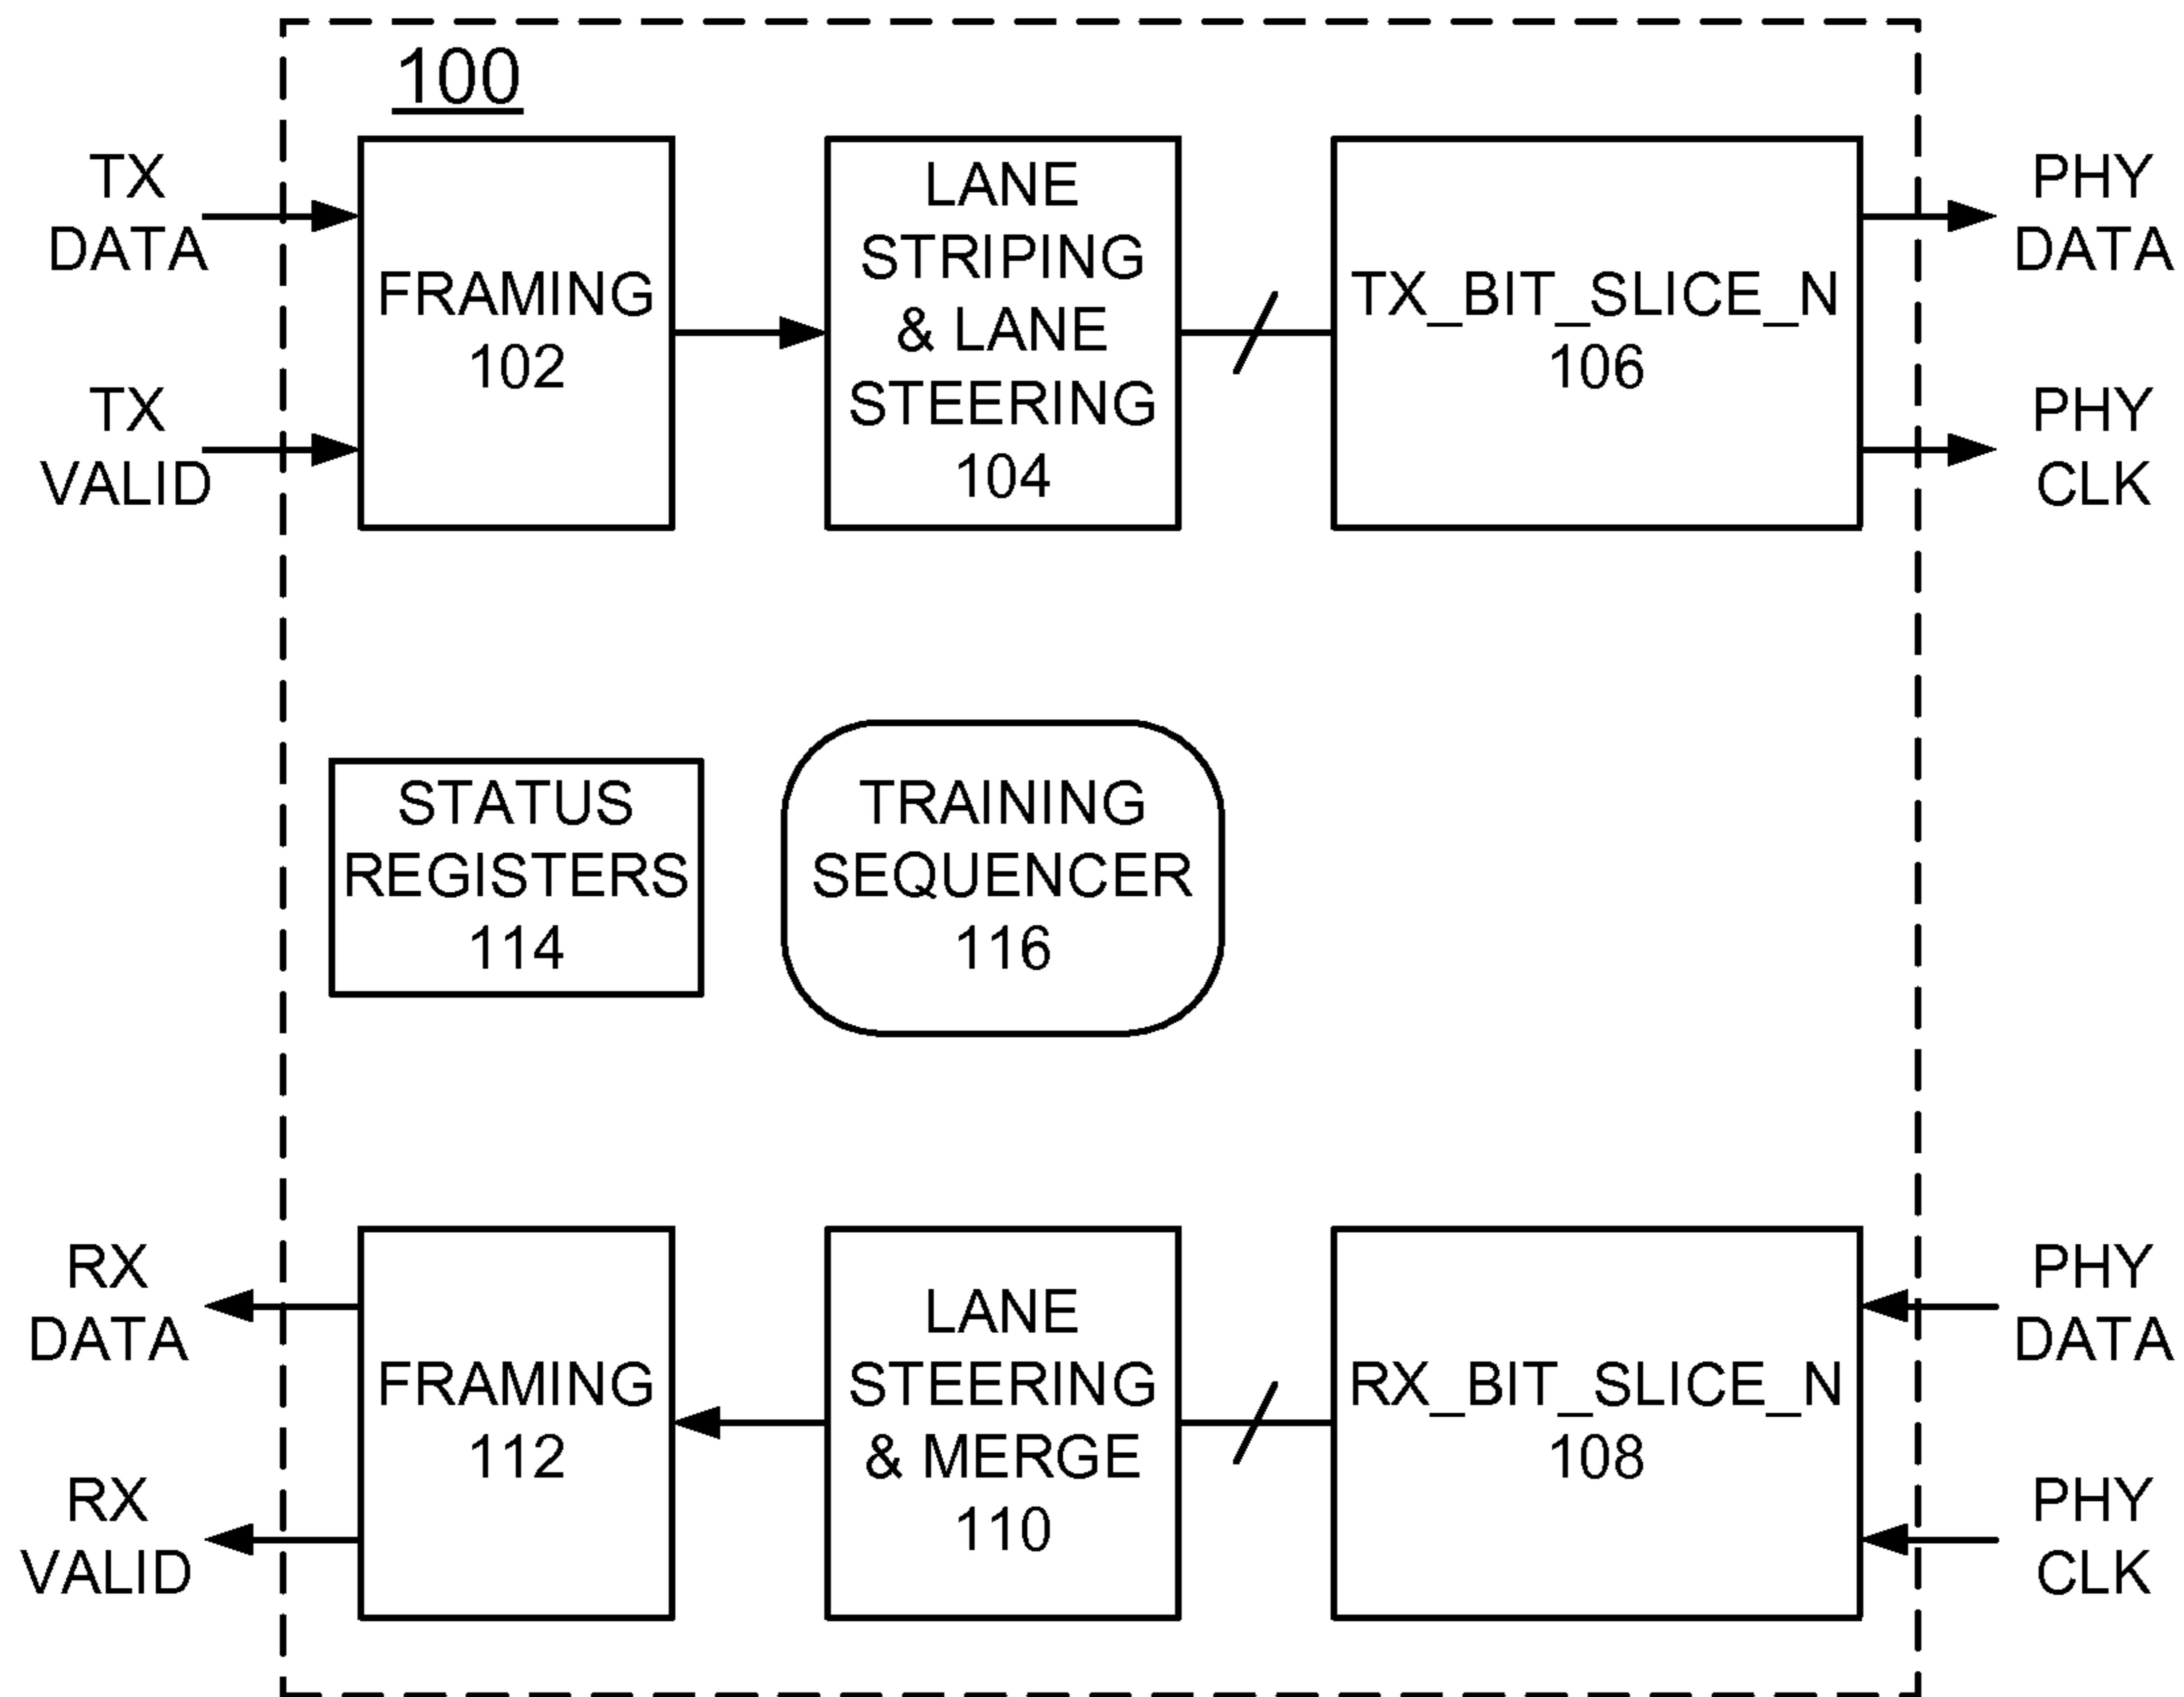 100
TX
DATA
TX
VALID
FRAMING
102
LANE
STRIPING
& LANE
STEERING
104
TX_BIT_SLICE_N
106
PHY
DATA
PHY
CLK
STATUS
REGISTERS
114
TRAINING
SEQUENCER
116
RX
DATA
RX
VALID
FRAMING
112
LANE
STEERING
& MERGE
110
RX_BIT_SLICE_N
108
PHY
DATA
PHY
CLK